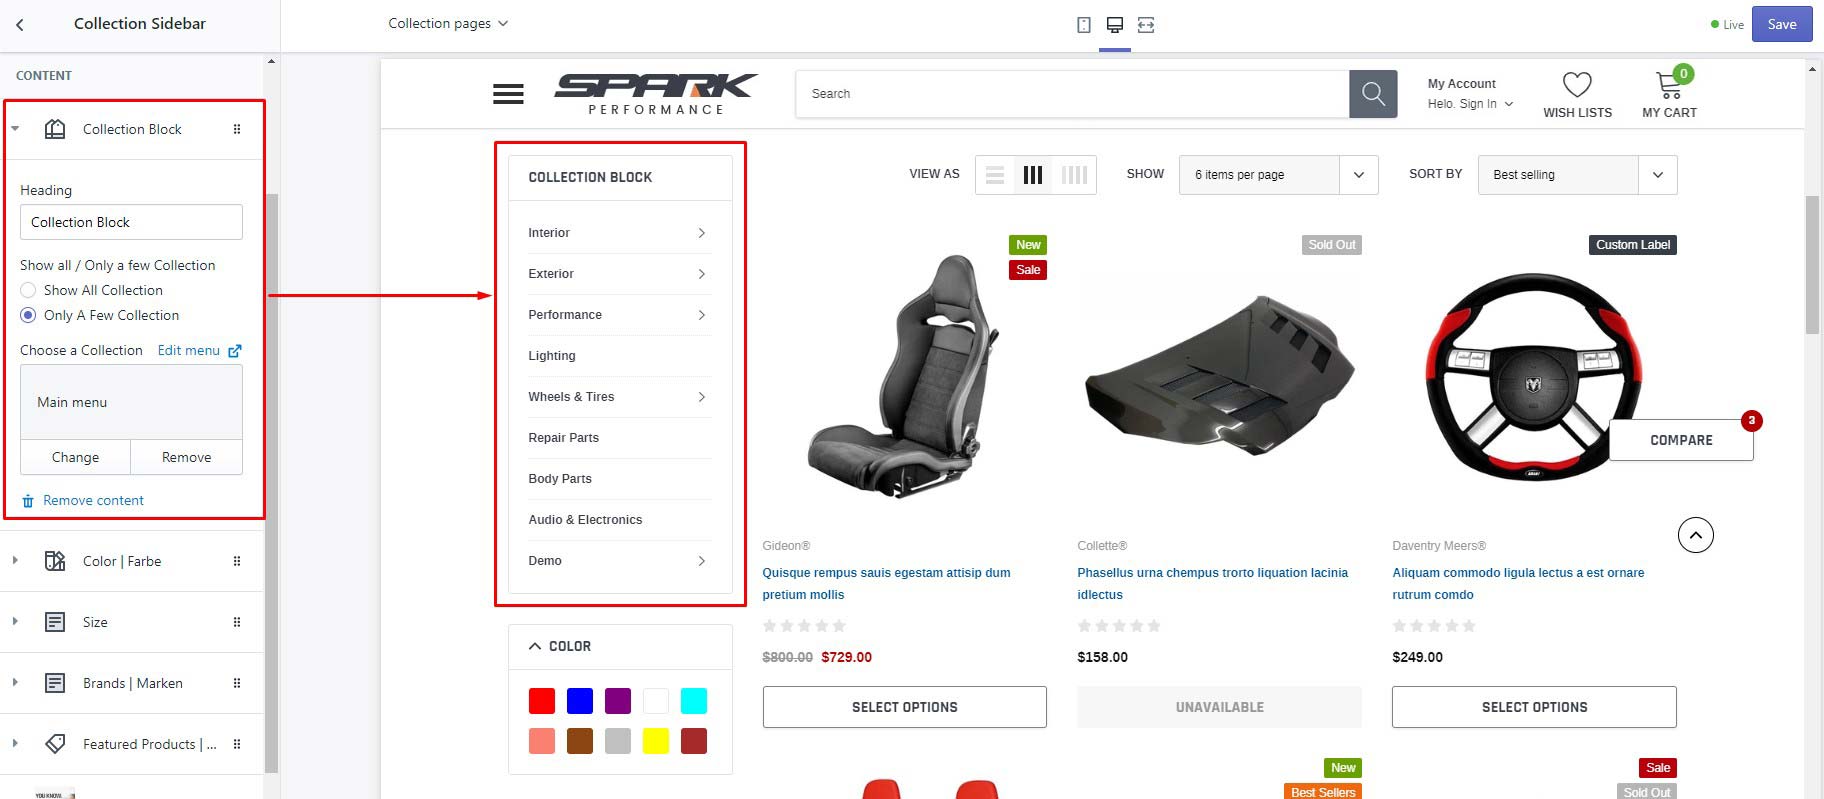 Collection Sidebar
Collection pages
Live
Save
CONTENT
Collection Block
Heading
Collection Block
Show all / Only a few Collection
Show All Collection
Only A Few Collection
Choose a Collection Edit menu
Main menu
Change Remove
Remove content
Color | Farbe
Size
Brands | Marken
Featured Products | ...
YOU KNOW.
SPARK
PERFORMANCE
Search
My Account
Helo. Sign In
WISH LISTS
0
MY CART
COLLECTION BLOCK
Interior
Exterior
Performance
Lighting
Wheels & Tires
Repair Parts
Body Parts
Audio & Electronics
Demo
COLOR
VIEW AS
SHOW 6 items per page
SORT BY Best selling
New
Sale
Gideon®
Quisque rempus sauis egestam attisip dum
pretium mollis
$800.00 $729.00
SELECT OPTIONS
Sold Out
Collette®
Phasellus urna chempus trorto liquation lacinia
idlectus
$158.00
UNAVAILABLE
Custom Label
Daventry Meers®
Aliquam commodo ligula lectus a est ornare
rutrum comdo
$249.00
SELECT OPTIONS
COMPARE
3
New
Best Sellers
Sale
Sold Out